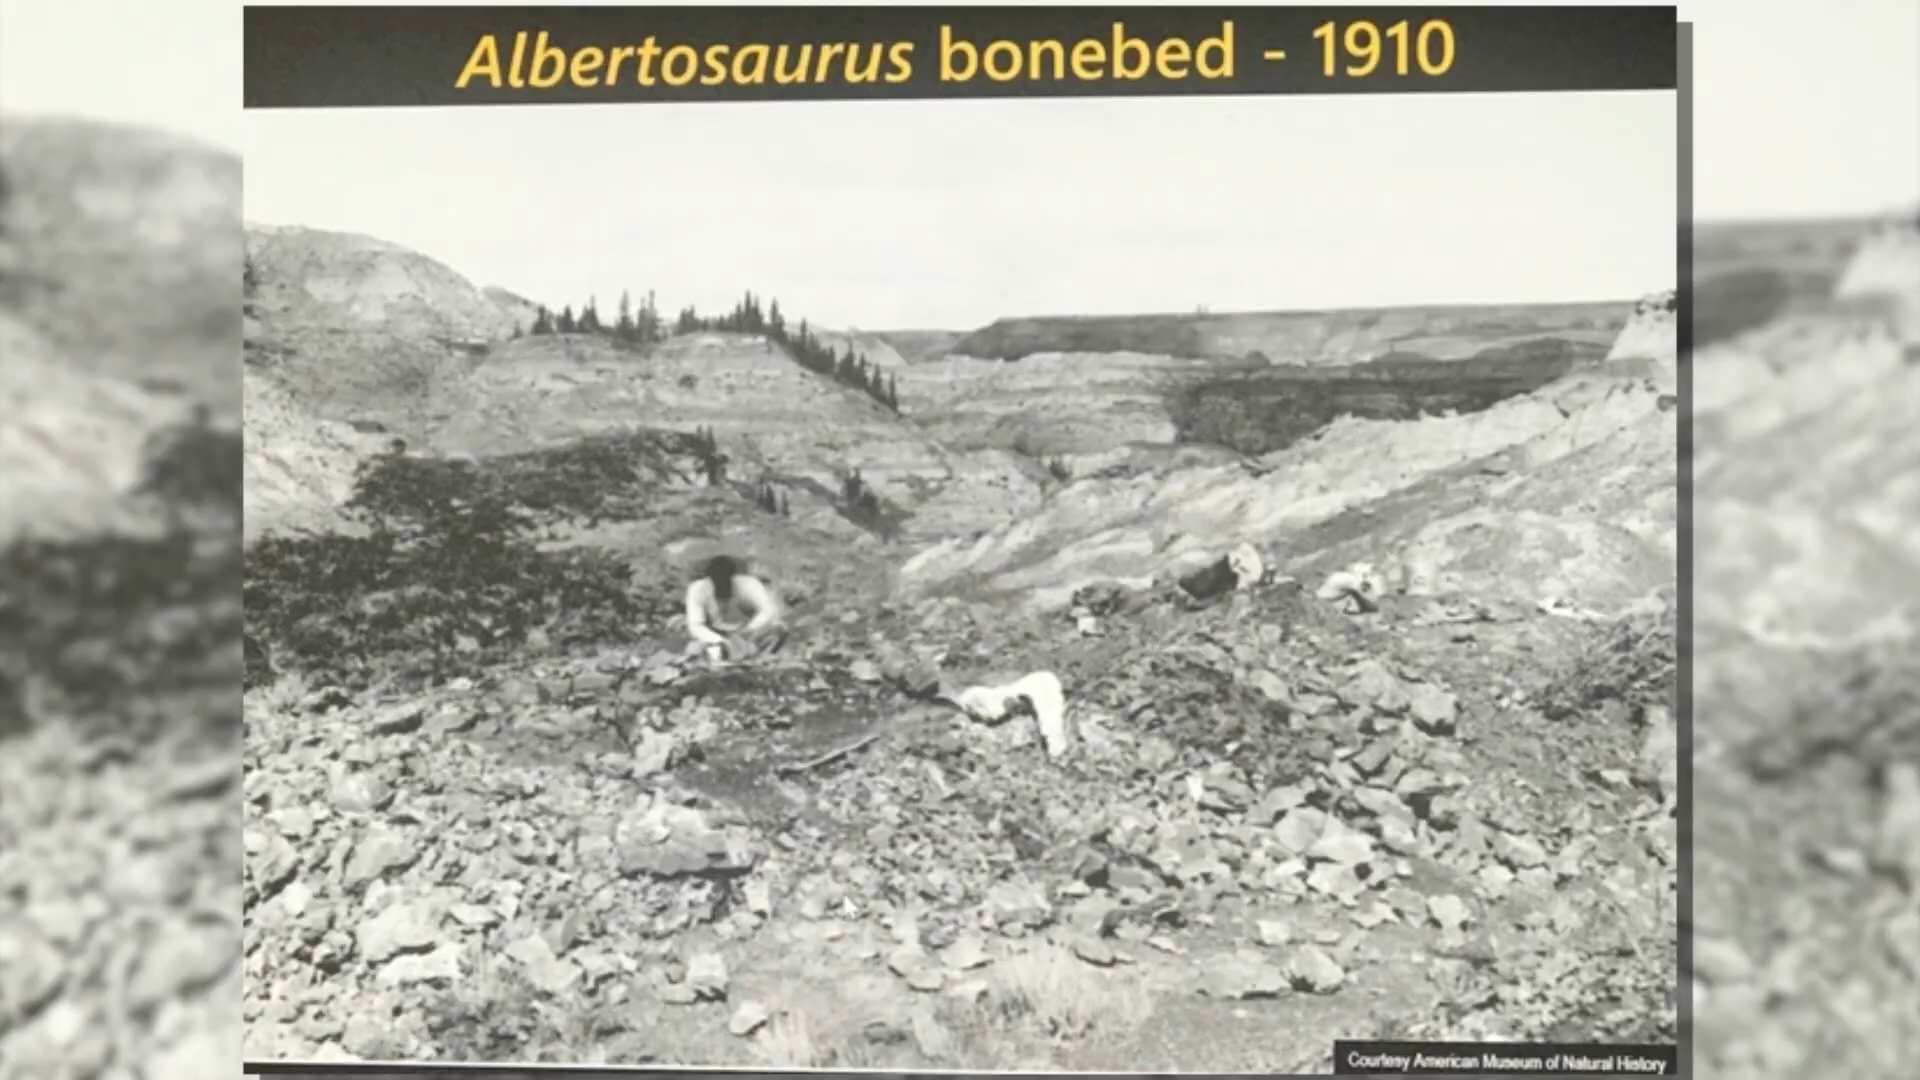 Albertosaurus bonebed - 1910
Courtesy American Museum of Natural History